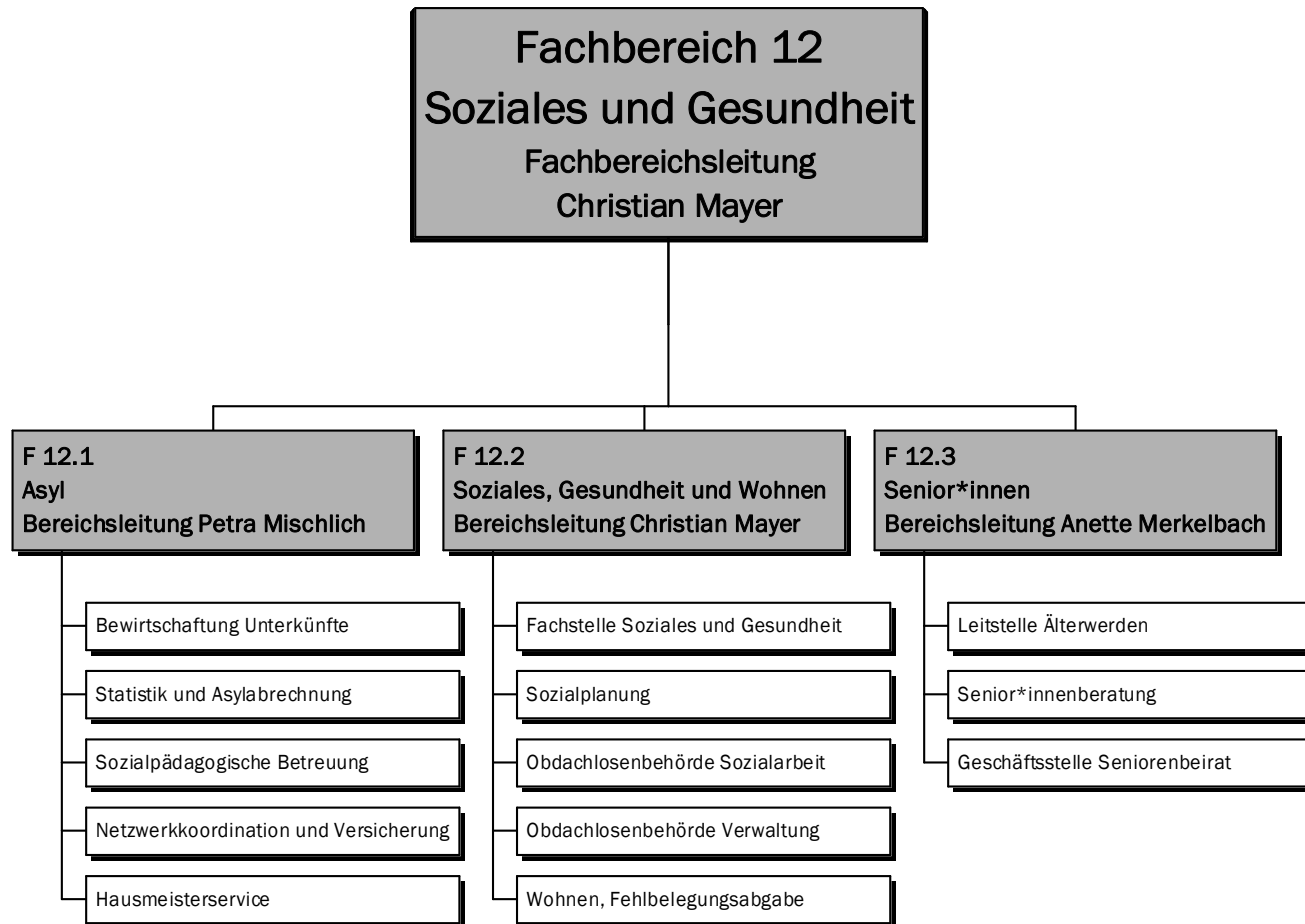 Fachbereich 12
Soziales und Gesundheit
Fachbereichsleitung
Christian Mayer
F 12.1
Asyl
Bereichsleitung Petra Mischlich
Bewirtschaftung Unterkünfte
Statistik und Asylabrechnung
Sozialpädagogische Betreuung
Netzwerkkoordination und Versicherung
Hausmeisterservice
F 12.2
Soziales, Gesundheit und Wohnen
Bereichsleitung Christian Mayer
Fachstelle Soziales und Gesundheit
Sozialplanung
Obdachlosenbehörde Sozialarbeit
Obdachlosenbehörde Verwaltung
Wohnen, Fehlbelegungsabgabe
F 12.3
Senior*innen
Bereichsleitung Anette Merkelbach
Leitstelle Älterwerden
Senior*innenberatung
Geschäftsstelle Seniorenbeirat